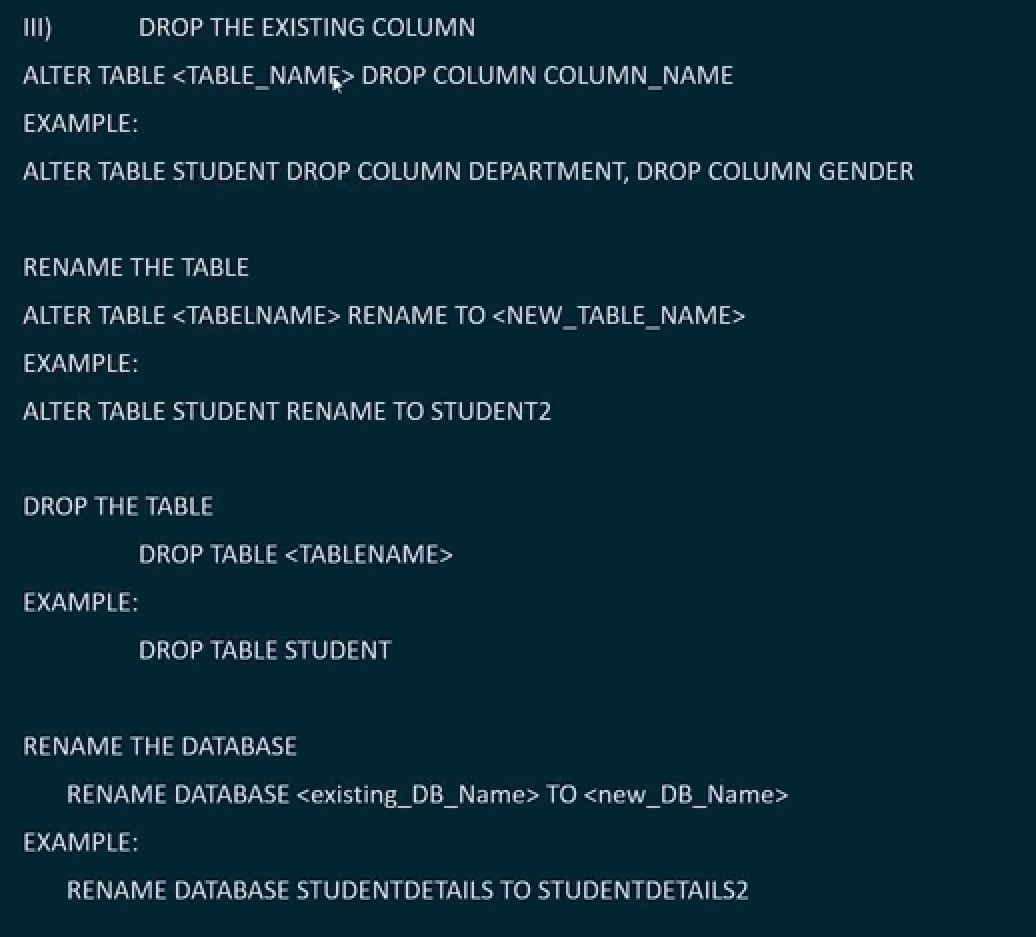 III) DROP THE EXISTING COLUMN
ALTER TABLE <TABLE_NAME> DROP COLUMN COLUMN_NAME
EXAMPLE:
ALTER TABLE STUDENT DROP COLUMN DEPARTMENT, DROP COLUMN GENDER
RENAME THE TABLE
ALTER TABLE <TABELNAME> RENAME TO <NEW_TABLE_NAME>
EXAMPLE:
ALTER TABLE STUDENT RENAME TO STUDENT2
DROP THE TABLE
DROP TABLE <TABLENAME>
EXAMPLE:
DROP TABLE STUDENT
RENAME THE DATABASE
RENAME DATABASE <existing_DB_Name> TO <new_DB_Name>
EXAMPLE:
RENAME DATABASE STUDENTDETAILS TO STUDENTDETAILS2